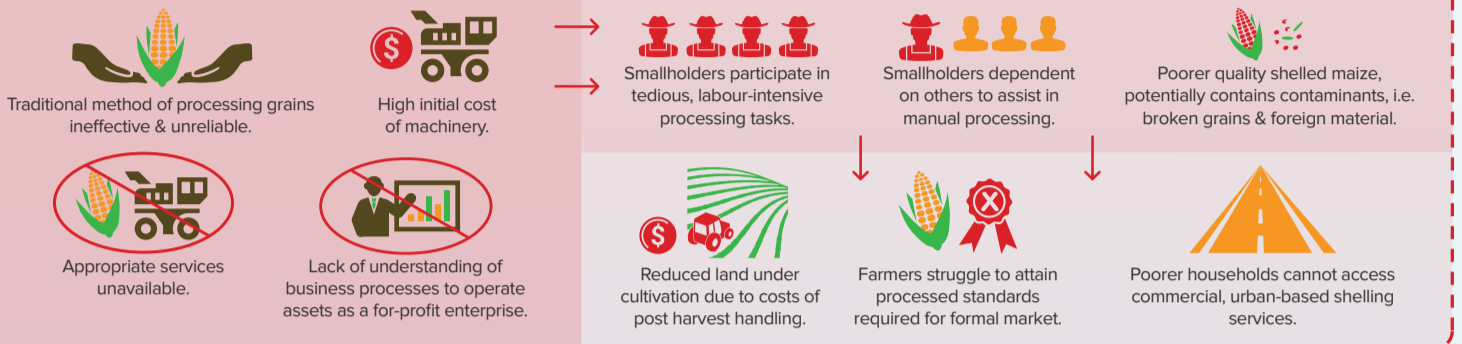 Traditional method of processing grains
ineffective & unreliable.
$
High initial cost
of machinery.
Smallholders participate in
tedious, labour-intensive
processing tasks.
Smallholders dependent
on others to assist in
manual processing.
Poorer quality shelled maize,
potentially contains contaminants, i.e.
broken grains & foreign material.
Appropriate services
unavailable.
Lack of understanding of
business processes to operate
assets as a for-profit enterprise.
$
Reduced land under
cultivation due to costs of
post harvest handling.
Farmers struggle to attain
processed standards
required for formal market.
Poorer households cannot access
commercial, urban-based shelling
services.